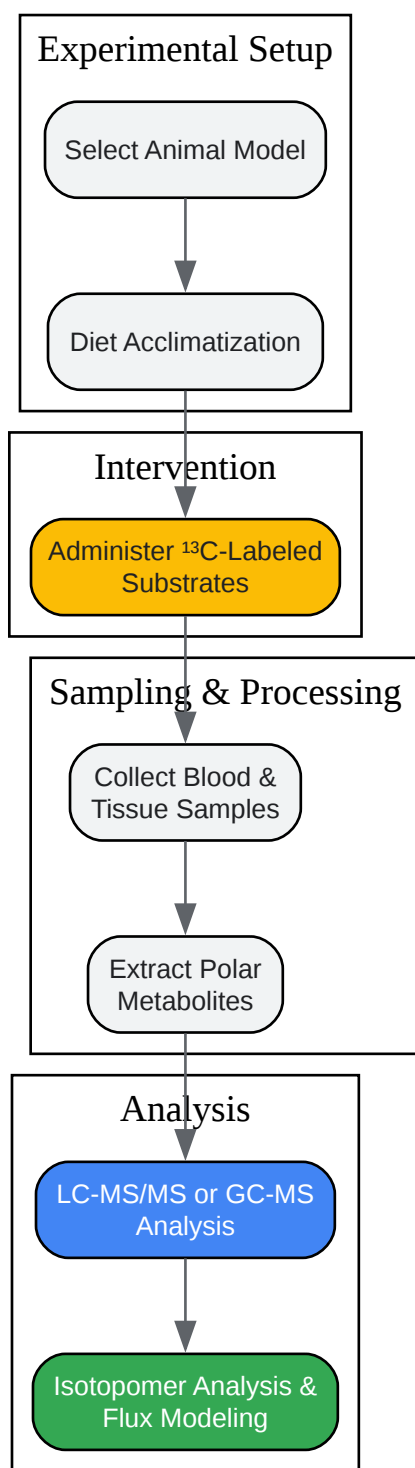 Experimental Setup
Select Animal Model
Diet Acclimatization
Intervention
Administer ¹³C-Labeled
Substrates
Sampling & Processing
Collect Blood &
Tissue Samples
Extract Polar
Metabolites
Analysis
LC-MS/MS or GC-MS
Analysis
Isotopomer Analysis &
Flux Modeling